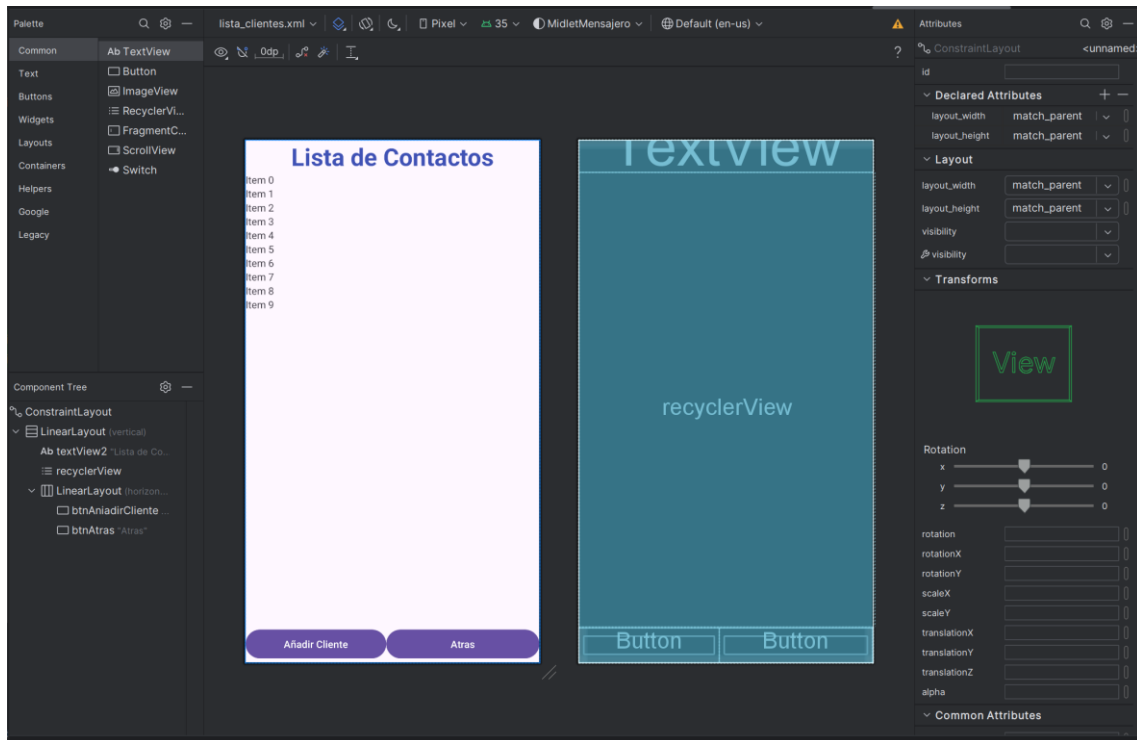 Palette
lista_clientes.xml
Pixel
35
MidletMensajero
Default (en-us)
Attributes
Common
Text
Buttons
Widgets
Layouts
Containers
Helpers
Google
Legacy
Ab TextView
Button
ImageView
RecyclerVi...
FragmentC...
ScrollView
Switch
0dp
?
Component Tree
ConstraintLayout
LinearLayout (vertical)
Ab textView2 "Lista de Co...
recyclerView
LinearLayout (horizon...
btnAniadirCliente ...
btnAtras "Atras"
Lista de Contactos
Item 0
Item 1
Item 2
Item 3
Item 4
Item 5
Item 6
Item 7
Item 8
Item 9
Añadir Cliente
Atras
TextView
recyclerView
Button
Button
ConstraintLayout <unnamed>
id
Declared Attributes
layout_width match_parent
layout_height match_parent
Layout
layout_width match_parent
layout_height match_parent
visibility
visibility
Transforms
View
Rotation
x 0
y 0
z 0
rotation
rotationX
rotationY
scaleX
scaleY
translationX
translationY
translationZ
alpha
Common Attributes